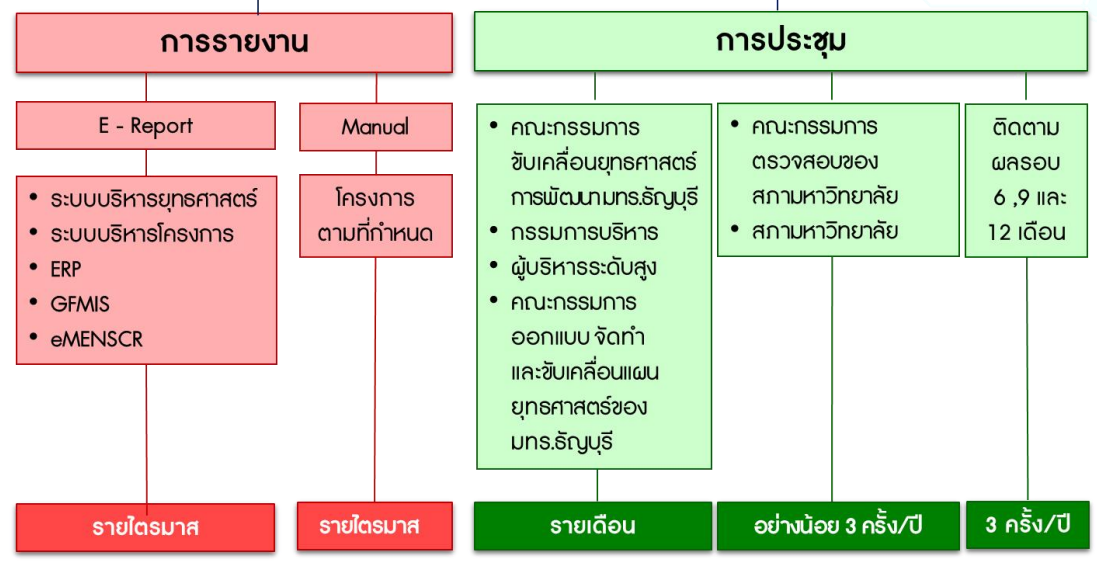 การรายงาน
การประชุม
E - Report
Manual
• ระบบบริหารยุทธศาสตร์
• ระบบบริหารโครงการ
• ERP
• GFMIS
• eMENSCR
โครงการ
ตามที่กำหนด
• คณะกรรมการ
ขับเคลื่อนยุทธศาสตร์
การพัฒนามทร.ธัญบุรี
• กรรมการบริหาร
• ผู้บริหารระดับสูง
• คณะกรรมการ
ออกแบบ จัดทำ
และขับเคลื่อนแผน
ยุทธศาสตร์ของ
มทร.ธัญบุรี
• คณะกรรมการ
ตรวจสอบของ
สภามหาวิทยาลัย
• สภามหาวิทยาลัย
ติดตาม
ผลรอบ
6 ,9 และ
12 เดือน
รายไตรมาส
รายไตรมาส
รายเดือน
อย่างน้อย 3 ครั้ง/ปี
3 ครั้ง/ปี